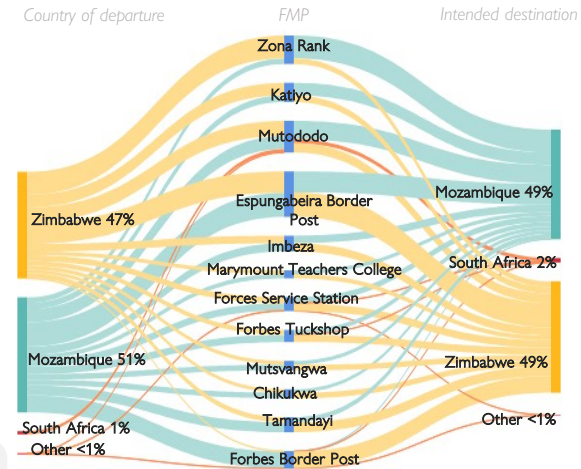 Country of departure
FMP
Intended destination
Zona Rank
Katiyo
Mutododo
Espungabeira Border
Post
Imbeza
Marymount Teachers College
Forces Service Station
Forbes Tuckshop
Mutsvangwa
Chikukwa
Tamandayi
Forbes Border Post
Zimbabwe 47%
Mozambique 51%
South Africa 1%
Other <1%
Mozambique 49%
South Africa 2%
Zimbabwe 49%
Other <1%